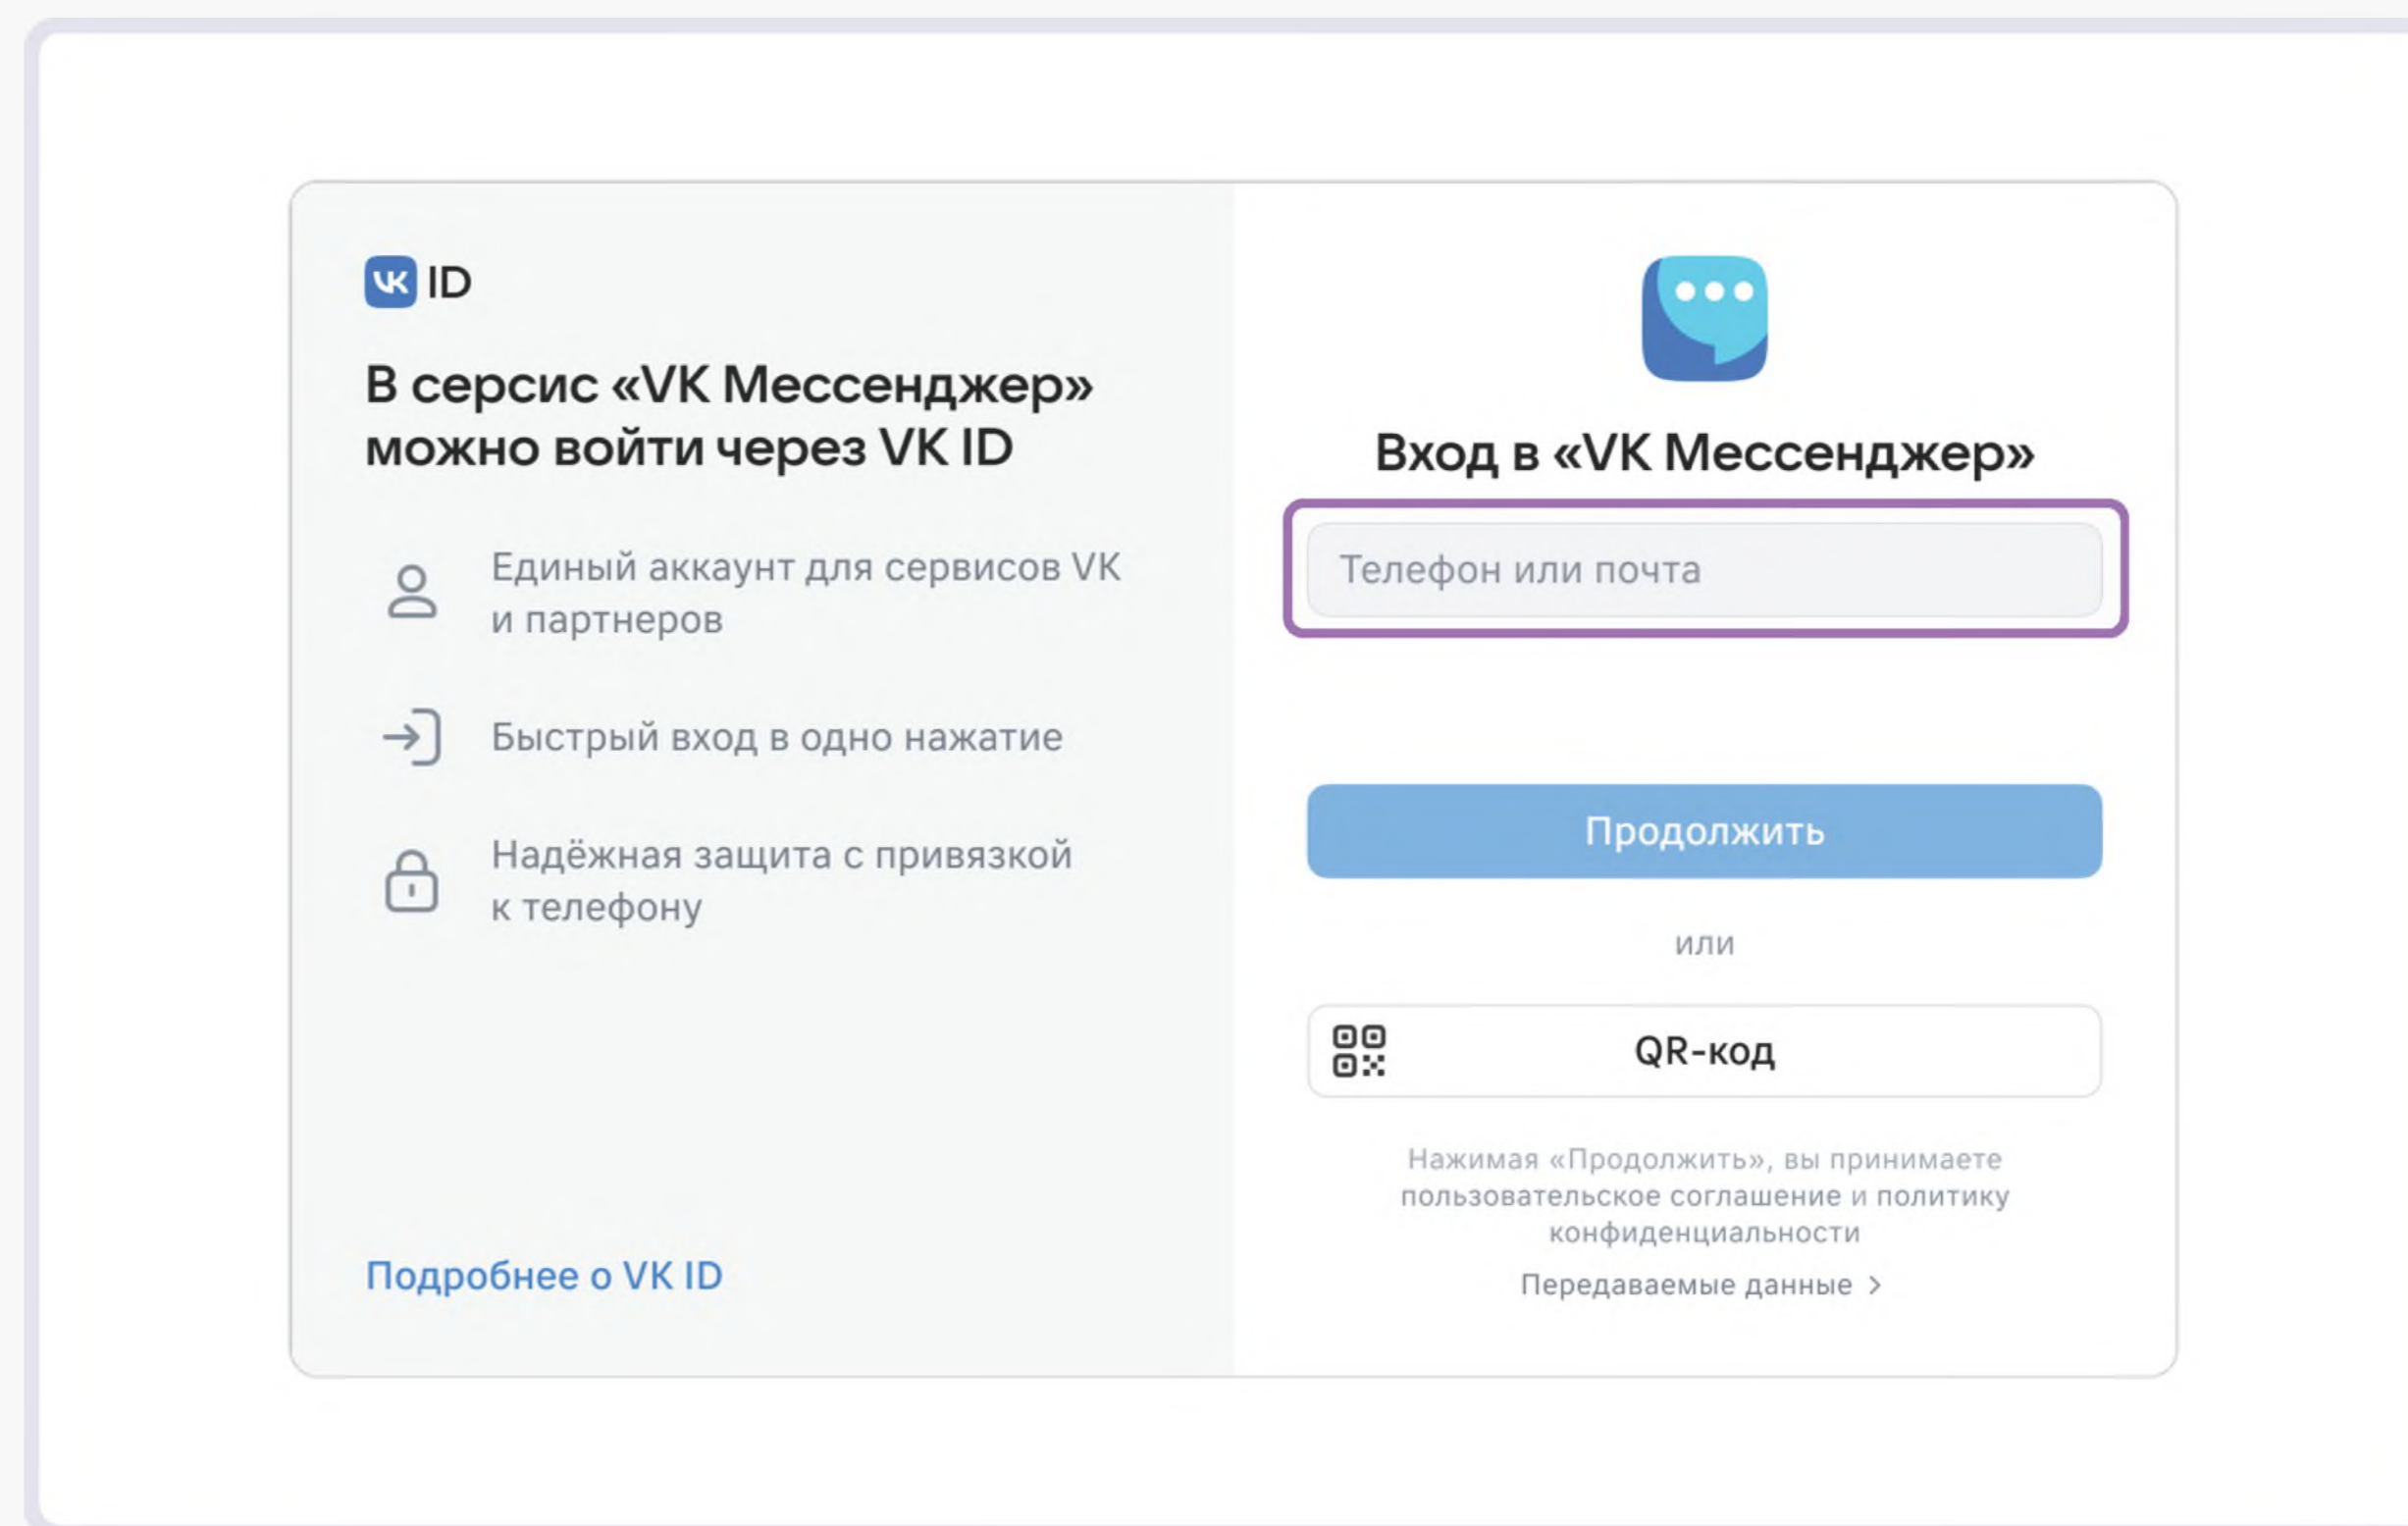 VK ID
В серсис «VK Мессенджер»
можно войти через VK ID
Единый аккаунт для сервисов VK
и партнеров
Быстрый вход в одно нажатие
Надёжная защита с привязкой
к телефону
Подробнее о VK ID
Вход в «VK Мессенджер»
Телефон или почта
Продолжить
или
QR-код
Нажимая «Продолжить», вы принимаете
пользовательское соглашение и политику
конфиденциальности
Передаваемые данные >